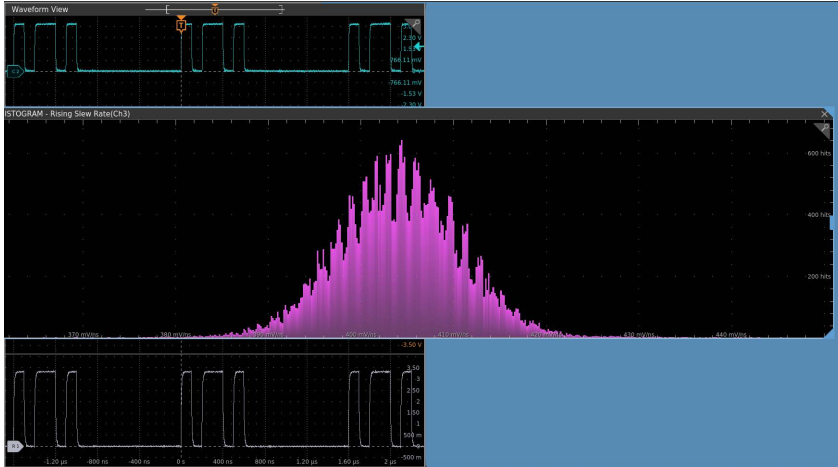 Waveform View
T
T
2.30 V
766.11 mV
C 3
-766.11 mV
-1.53 V
-2.30 V
ISTOGRAM - Rising Slew Rate(Ch3)
600 hits
400 hits
200 hits
370 mV/ns
380 mV/ns
400 mV/ns
410 mV/ns
430 mV/ns
440 mV/ns
-3.50 V
3.50
3
2
1.50
1
500 m
R 1
-500 m
-1.20 µs
-800 ns
-400 ns
0 s
400 ns
800 ns
1.20 µs
1.60 µs
2 µs